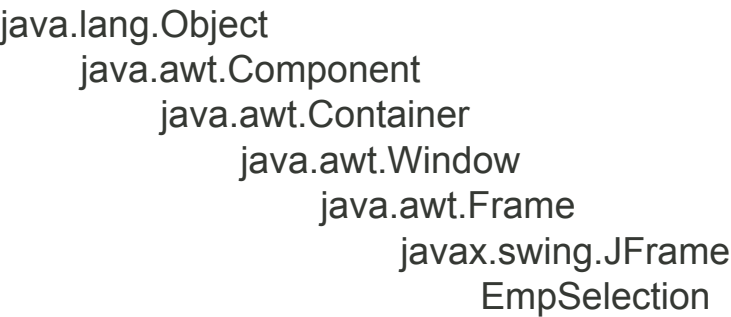 java.lang.Object
java.awt.Component
java.awt.Container
java.awt.Window
java.awt.Frame
javax.swing.JFrame
EmpSelection